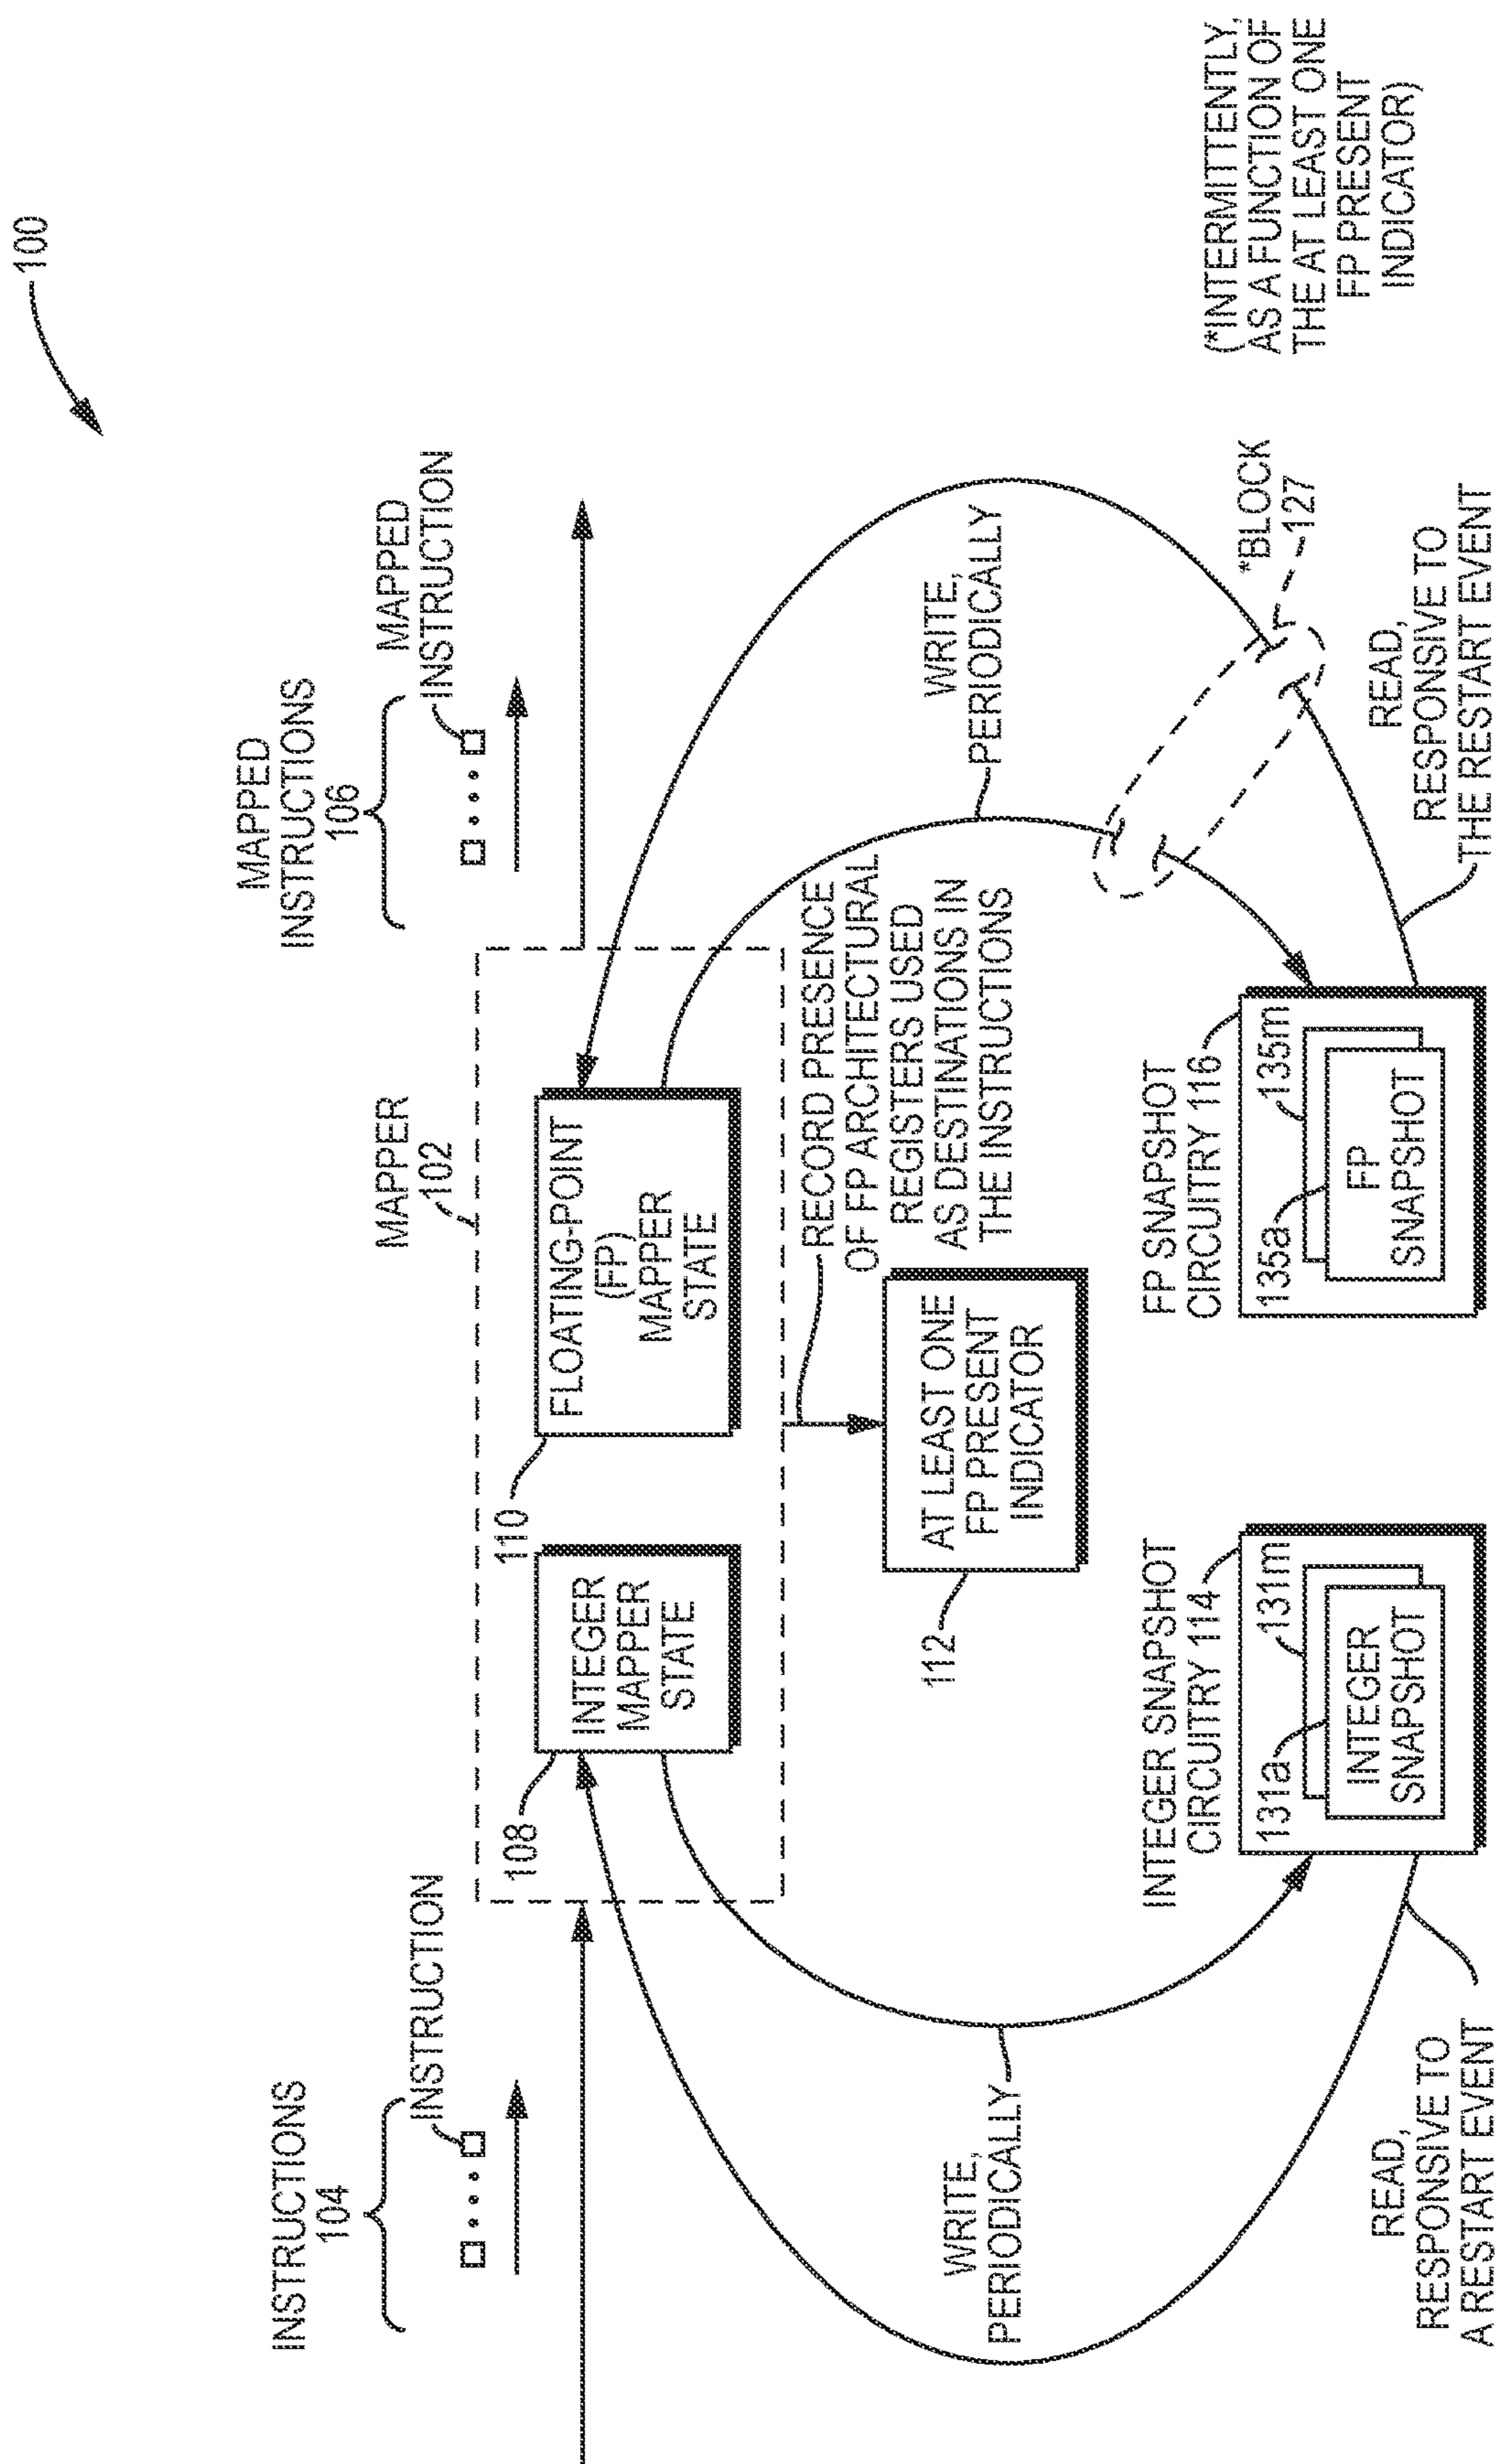 100
INSTRUCTIONS
104
INSTRUCTION
MAPPED
INSTRUCTIONS
106
MAPPED
INSTRUCTION
MAPPER
102
108
INTEGER
MAPPER
STATE
110
FLOATING-POINT
(FP)
MAPPER
STATE
RECORD PRESENCE
OF FP ARCHITECTURAL
REGISTERS USED
AS DESTINATIONS IN
THE INSTRUCTIONS
112
AT LEAST ONE
FP PRESENT
INDICATOR
WRITE,
PERIODICALLY
WRITE,
PERIODICALLY
*BLOCK
127
(*INTERMITTENTLY,
AS A FUNCTION OF
THE AT LEAST ONE
FP PRESENT
INDICATOR)
INTEGER SNAPSHOT
CIRCUITRY 114
131a
131m
INTEGER
SNAPSHOT
FP SNAPSHOT
CIRCUITRY 116
135a
135m
FP
SNAPSHOT
READ,
RESPONSIVE TO
A RESTART EVENT
READ,
RESPONSIVE TO
THE RESTART EVENT